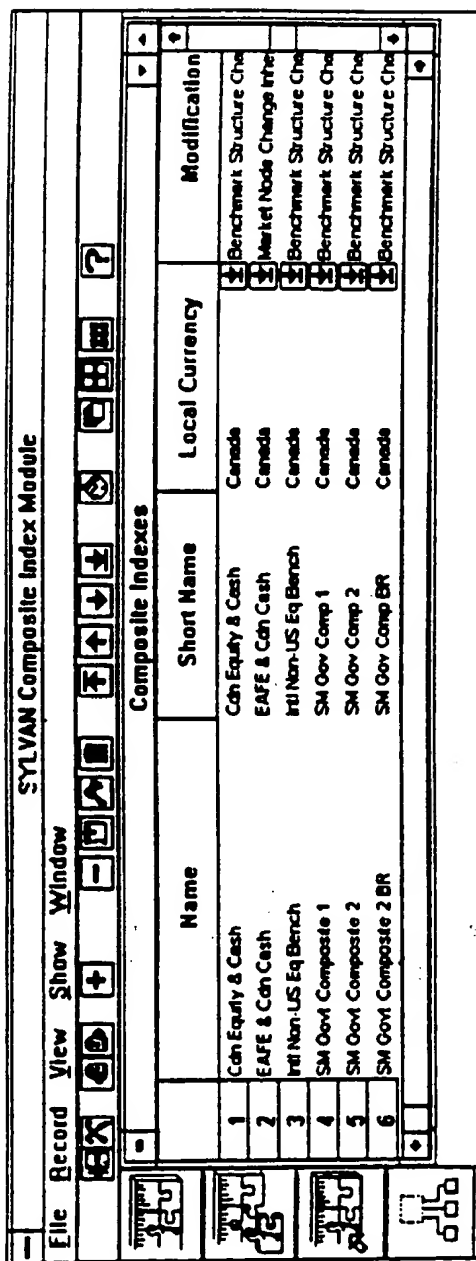 SYLVAN Composite Index Module
File Record View Show Window
?
Composite Indexes
Name Short Name Local Currency Modification
1 Cdn Equity & Cash Cdn Equity & Cash Canada Benchmark Structure Cha
2 EAFE & Cdn Cash EAFE & Cdn Cash Canada Market Node Change Inhe
3 Intl Non-US Eq Bench Intl Non-US Eq Bench Canada Benchmark Structure Cha
4 SM Govt Composite 1 SM Gov Comp 1 Canada Benchmark Structure Cha
5 SM Govt Composite 2 SM Gov Comp 2 Canada Benchmark Structure Cha
6 SM Govt Composite 2 BR SM Gov Comp BR Canada Benchmark Structure Cha